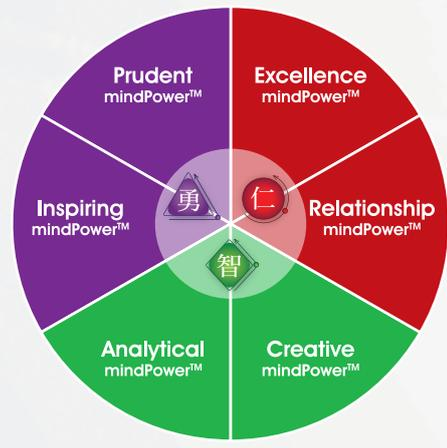 Prudent
mindPower™
Excellence
mindPower™
Inspiring
mindPower™
勇
仁
Relationship
mindPower™
智
Analytical
mindPower™
Creative
mindPower™